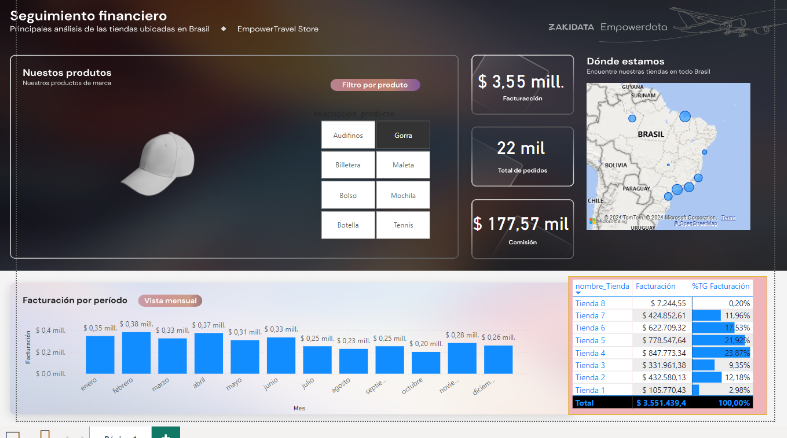 Seguimiento financiero
Principales análisis de las tiendas ubicadas en Brasil ◆ EmpowerTravel Store
ZAKIDATA Empowerdata
Nuestos produtos
Nuestros productos de marca
Filtro por produto
Audifinos Gorra
Billetera Maleta
Bolso Mochila
Botella Tennis
$ 3,55 mill.
Facturacción
22 mil
Total de pedidos
$ 177,57 mil
Comisión
Dónde estamos
Encuentre nuestras tiendas en todo Brasil
GUYANA
SURINAM
BRASIL
BOLIVIA
PARAGUAY
CHILE
URUGUAY
© 2024 TomTom, © 2024 Microsoft Corporation, Terms
© OpenStreetMap
Facturación por período Vista mensual
Facturación
$ 0,4 mill.
$ 0,2 mill.
$ 0,0 mill.
$ 0,35 mill. $ 0,38 mill. $ 0,33 mill. $ 0,37 mill. $ 0,31 mill. $ 0,33 mill. $ 0,25 mill. $ 0,23 mill. $ 0,25 mill. $ 0,20 mill. $ 0,28 mill. $ 0,26 mill.
enero febrero marzo abril mayo junio julio agosto septie... octubre novie... diciem...
Mes
nombre_Tienda Facturación %TG Facturación
Tienda 8 $ 7.244,55 0,20%
Tienda 7 $ 424.852,61 11,96%
Tienda 6 $ 622.709,32 17,53%
Tienda 5 $ 778.547,64 21,92%
Tienda 4 $ 847.773,34 23,87%
Tienda 3 $ 331.961,38 9,35%
Tienda 2 $ 432.580,13 12,18%
Tienda 1 $ 105.770,43 2,98%
Total $ 3.551.439,4 100,00%